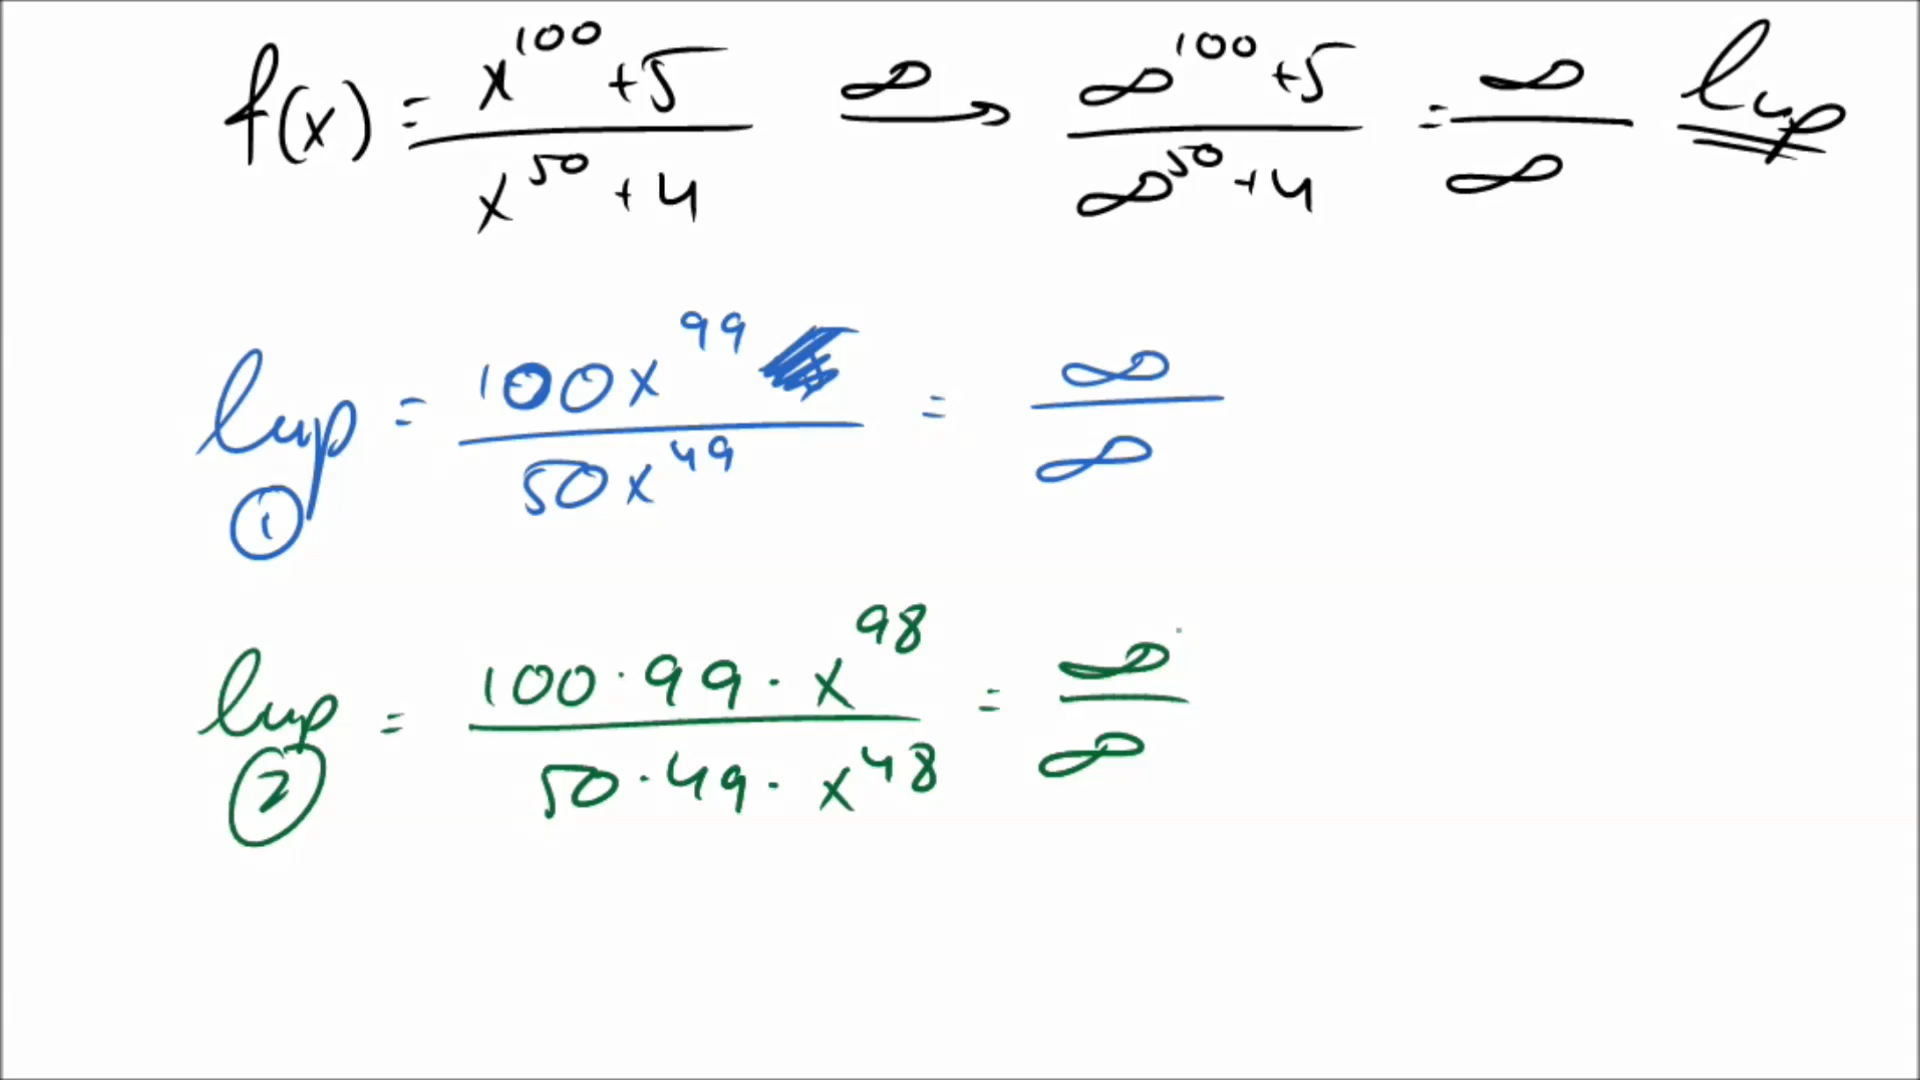 f(x) = x^100 + 5 / x^50 + 4 ∞→ ∞^100 + 5 / ∞^50 + 4 = ∞/∞ lup
lup ① = 100x^99 / 50x^49 = ∞/∞
lup ② = 100·99·x^98 / 50·49·x^48 = ∞/∞